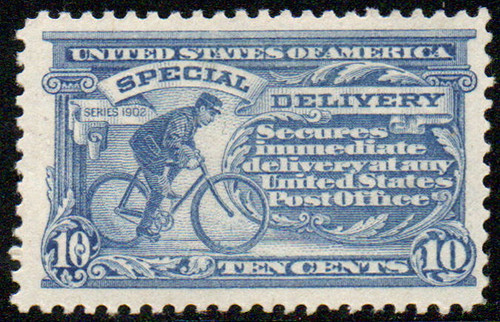 UNITED STATES OF AMERICA
SPECIAL DELIVERY
SERIES 1902
Secures
immediate
delivery at any
United States
Post Office
10 TEN CENTS 10